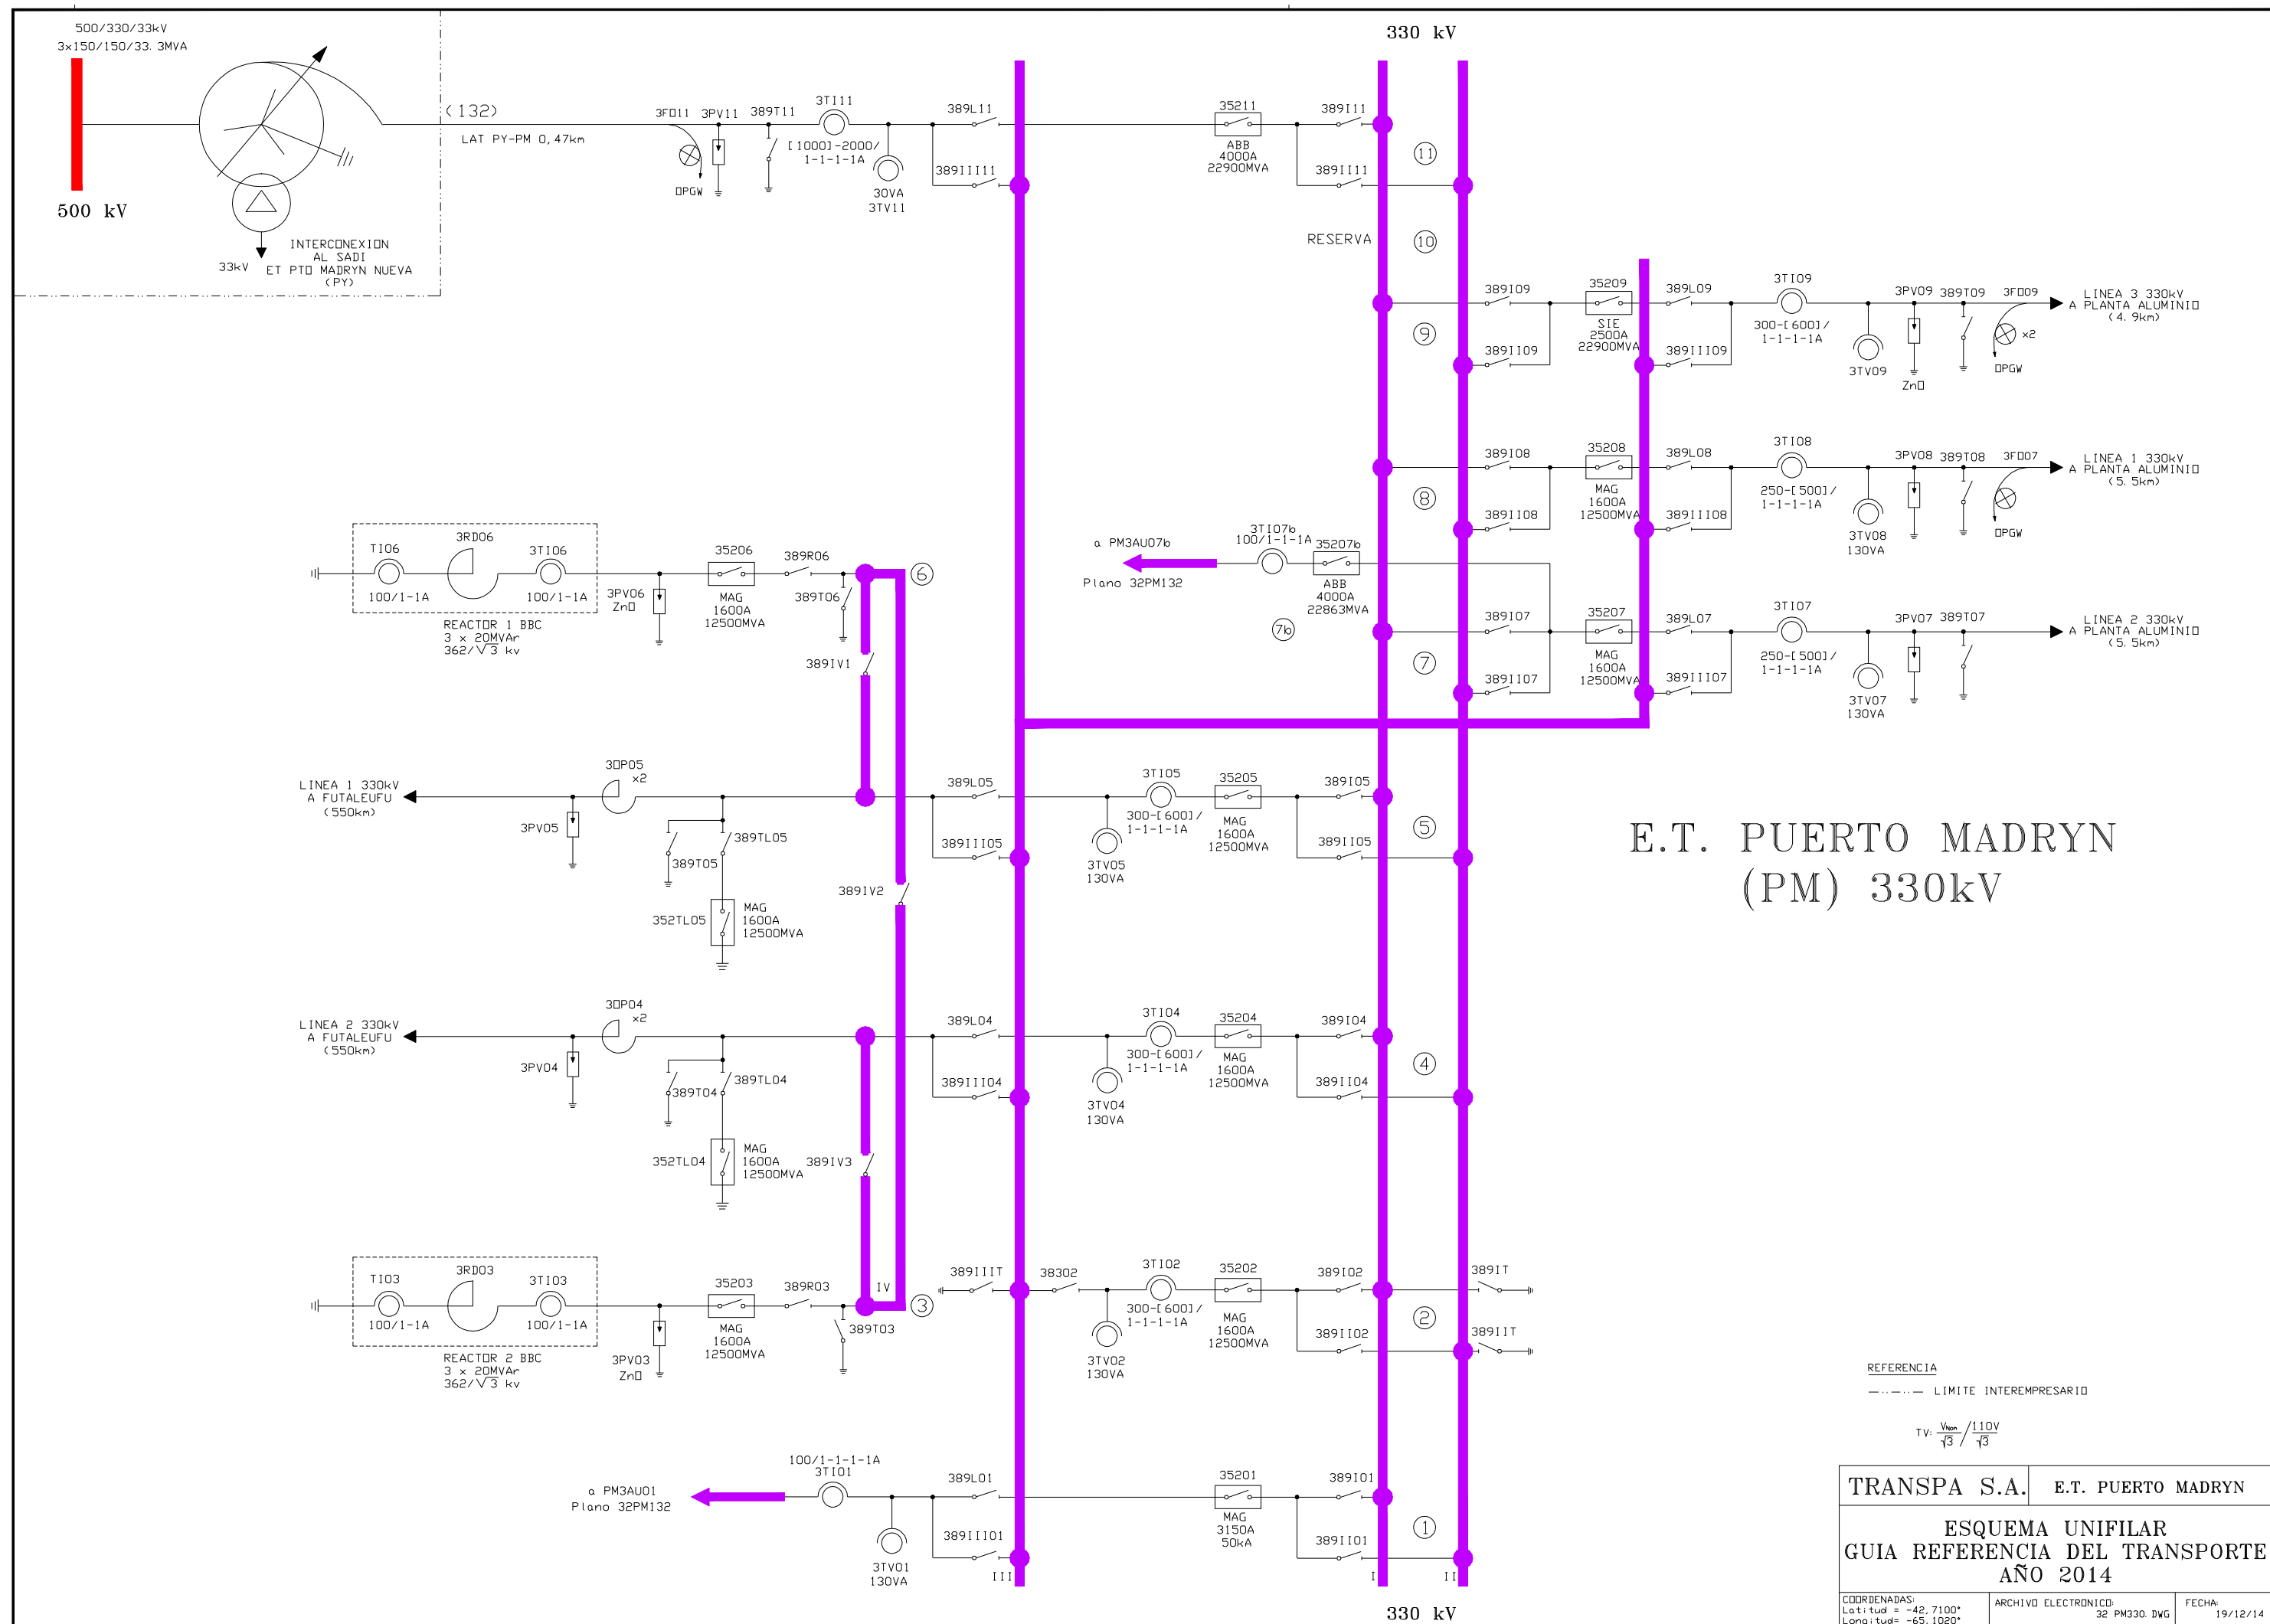 500/330/33kV
3x150/150/33.3MVA
500 kV
33kV
INTERCONEXION
AL SADI
ET PTO MADRYN NUEVA
(PY)
(132)
LAT PY-PM 0,47km
3FO11
OPGW
3PV11
389T11
3TI11
[1000]-2000/
1-1-1-1A
30VA
3TV11
389L11
389III11
35211
ABB
4000A
22900MVA
389I11
389II11
330 kV
11
RESERVA
10
389I09
389II09
9
35209
SIE
2500A
22900MVA
389L09
389III09
3TI09
300-[600]/
1-1-1-1A
3TV09
3PV09
ZnO
389T09
3FO09
x2
OPGW
LINEA 3 330kV
A PLANTA ALUMINIO
(4.9km)
389I08
389II08
8
35208
MAG
1600A
12500MVA
389L08
389III08
3TI08
250-[500]/
1-1-1-1A
3TV08
130VA
3PV08
389T08
3FO07
OPGW
LINEA 1 330kV
A PLANTA ALUMINIO
(5.5km)
a PM3AU07b
Plano 32PM132
3TI07b
100/1-1-1A
35207b
ABB
4000A
22863MVA
7b
389I07
389II07
7
35207
MAG
1600A
12500MVA
389L07
389III07
3TI07
250-[500]/
1-1-1-1A
3TV07
130VA
3PV07
389T07
LINEA 2 330kV
A PLANTA ALUMINIO
(5.5km)
TI06
100/1-1A
3RD06
3TI06
100/1-1A
REACTOR 1 BBC
3 x 20MVAr
362/√3 kv
3PV06
ZnO
35206
MAG
1600A
12500MVA
389R06
389T06
6
389IV1
LINEA 1 330kV
A FUTALEUFU
(550km)
3PV05
3OP05
x2
389T05
389TL05
352TL05
MAG
1600A
12500MVA
389IV2
389L05
389III05
3TV05
130VA
3TI05
300-[600]/
1-1-1-1A
35205
MAG
1600A
12500MVA
389I05
389II05
5
E.T. PUERTO MADRYN
(PM) 330kV
LINEA 2 330kV
A FUTALEUFU
(550km)
3PV04
3OP04
x2
389T04
389TL04
352TL04
MAG
1600A
12500MVA
389IV3
389L04
389III04
3TV04
130VA
3TI04
300-[600]/
1-1-1-1A
35204
MAG
1600A
12500MVA
389I04
389II04
4
TI03
100/1-1A
3RD03
3TI03
100/1-1A
REACTOR 2 BBC
3 x 20MVAr
362/√3 kv
3PV03
ZnO
35203
MAG
1600A
12500MVA
389R03
389T03
IV
3
389IIIT
38302
3TV02
130VA
3TI02
300-[600]/
1-1-1-1A
35202
MAG
1600A
12500MVA
389I02
389II02
2
389IT
389IIT
a PM3AU01
Plano 32PM132
100/1-1-1-1A
3TI01
3TV01
130VA
389L01
389III01
III
35201
MAG
3150A
50kA
389I01
389II01
1
I
II
330 kV
REFERENCIA
LIMITE INTEREMPRESARIO
TV: VNom/√3 / 110V/√3
TRANSPA S.A.
E.T. PUERTO MADRYN
ESQUEMA UNIFILAR
GUIA REFERENCIA DEL TRANSPORTE
AÑO 2014
COORDENADAS:
Latitud = -42,7100°
Longitud= -65,1020°
ARCHIVO ELECTRONICO:
32 PM330.DWG
FECHA:
19/12/14